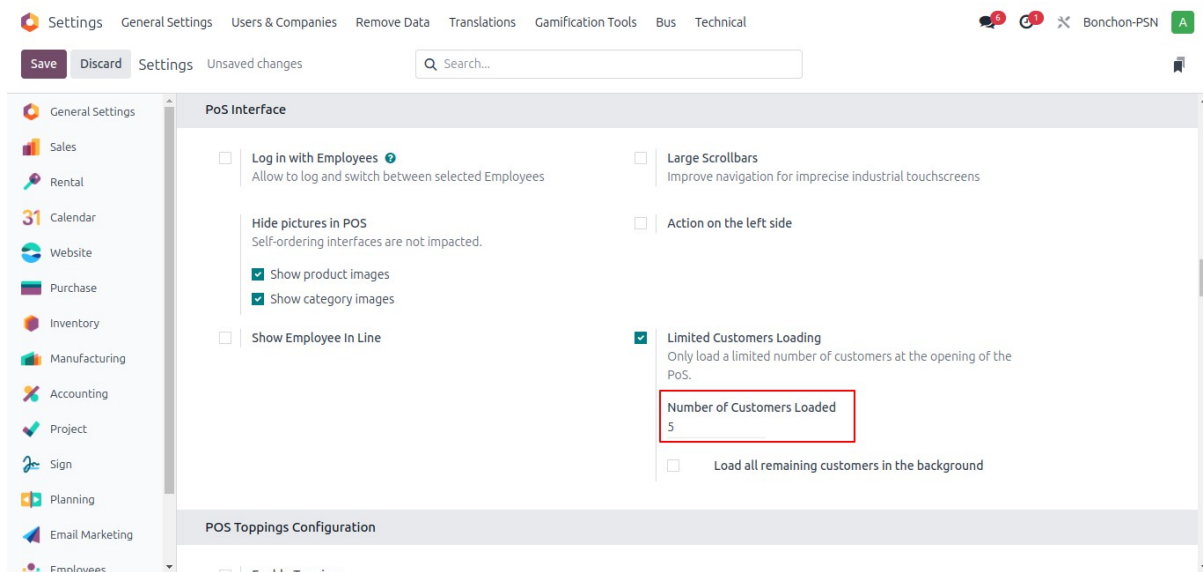 Settings General Settings Users & Companies Remove Data Translations Gamification Tools Bus Technical 6 1 Bonchon-PSN A
Save Discard Settings Unsaved changes Search...
General Settings
Sales
Rental
31 Calendar
Website
Purchase
Inventory
Manufacturing
Accounting
Project
Sign
Planning
Email Marketing
Employees
PoS Interface
Log in with Employees ?
Allow to log and switch between selected Employees
Large Scrollbars
Improve navigation for imprecise industrial touchscreens
Hide pictures in POS
Self-ordering interfaces are not impacted.
Show product images
Show category images
Action on the left side
Show Employee In Line
Limited Customers Loading
Only load a limited number of customers at the opening of the
PoS.
Number of Customers Loaded
5
Load all remaining customers in the background
POS Toppings Configuration